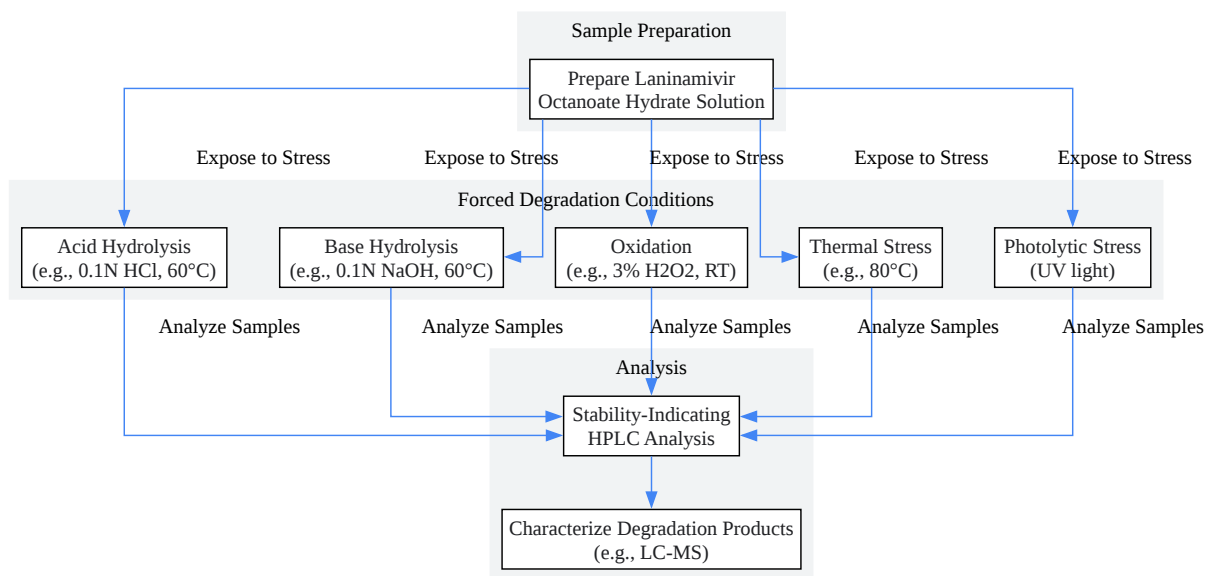 Sample Preparation
Prepare Laninamivir
Octanoate Hydrate Solution
Expose to Stress
Expose to Stress
Expose to Stress
Expose to Stress
Expose to Stress
Forced Degradation Conditions
Acid Hydrolysis
(e.g., 0.1N HCl, 60°C)
Base Hydrolysis
(e.g., 0.1N NaOH, 60°C)
Oxidation
(e.g., 3% H2O2, RT)
Thermal Stress
(e.g., 80°C)
Photolytic Stress
(UV light)
Analyze Samples
Analyze Samples
Analyze Samples
Analyze Samples
Analyze Samples
Analysis
Stability-Indicating
HPLC Analysis
Characterize Degradation Products
(e.g., LC-MS)